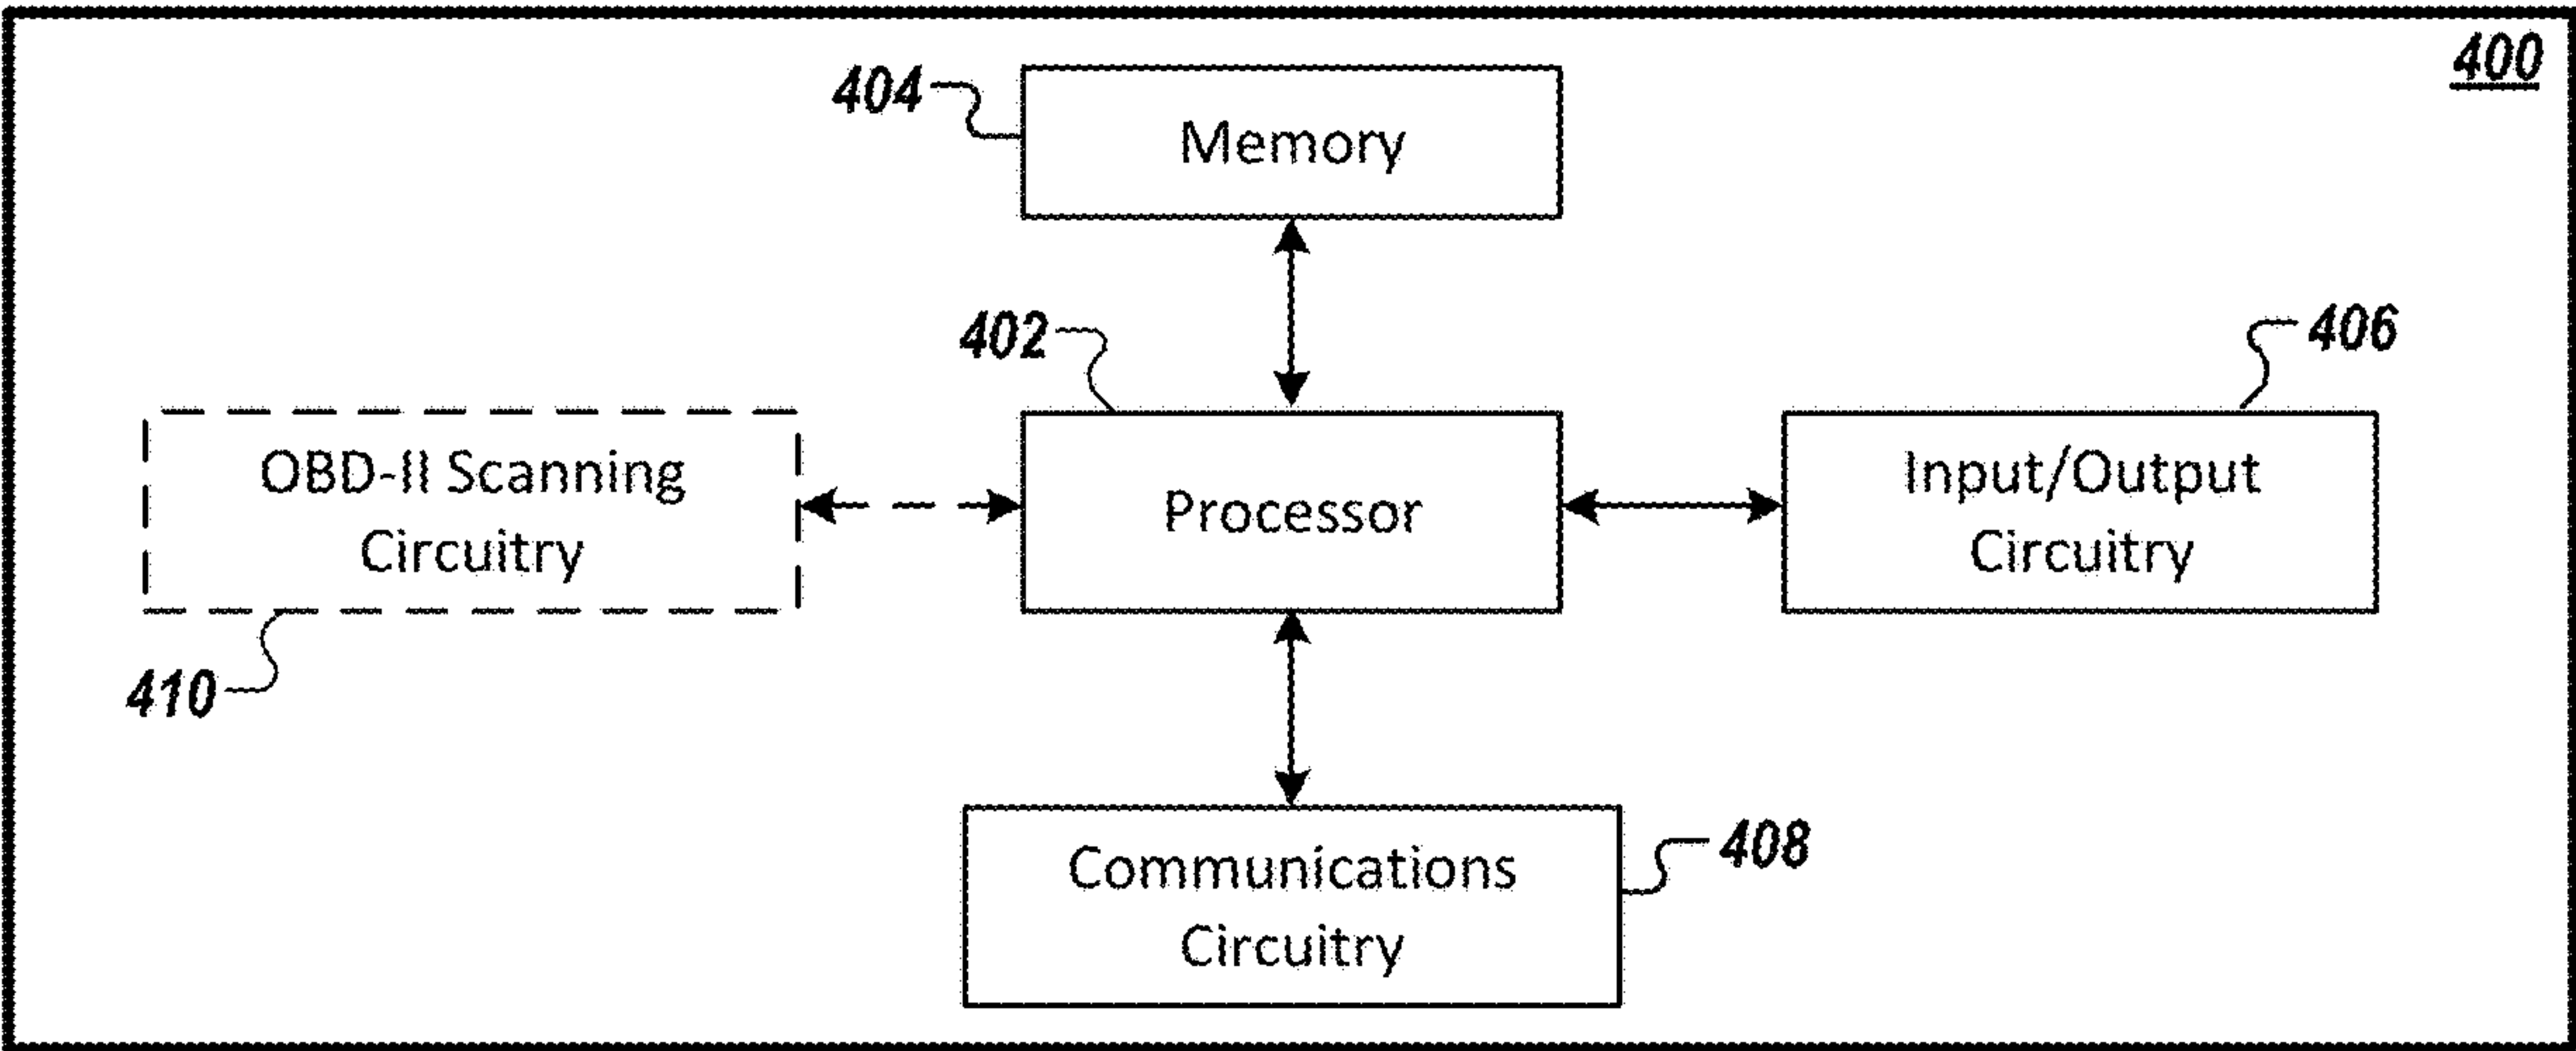 400
404
Memory
402
406
OBD-II Scanning
Circuitry
Processor
Input/Output
Circuitry
410
408
Communications
Circuitry